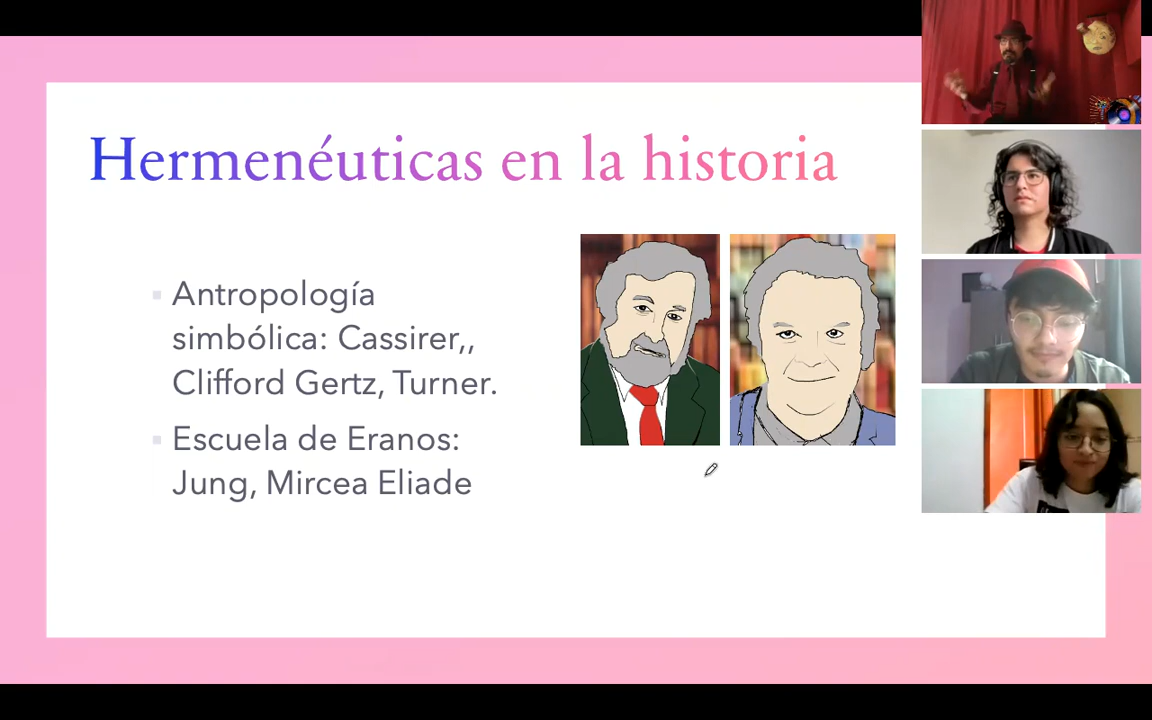 Hermenéuticas en la historia
Antropología
simbólica: Cassirer,,
Clifford Gertz, Turner.
Escuela de Eranos:
Jung, Mircea Eliade